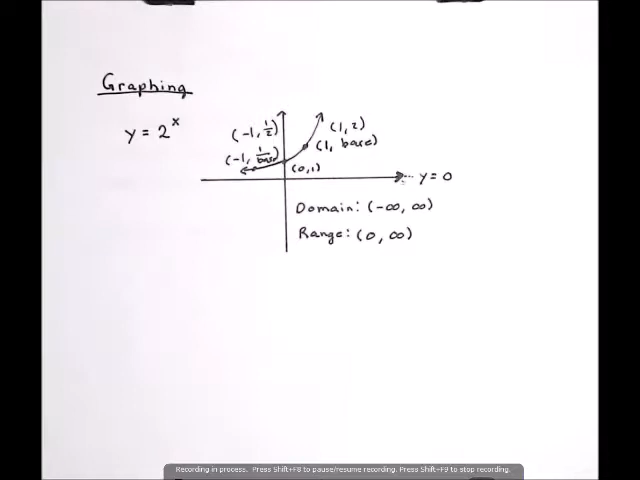 Graphing
y = 2^x
(-1, 1/2)
(1, 2)
(-1, 1/base)
(1, base)
(0,1)
y = 0
Domain: (-∞, ∞)
Range: (0, ∞)
Recording in process. Press Shift+F8 to pause/resume recording. Press Shift+F9 to stop recording.